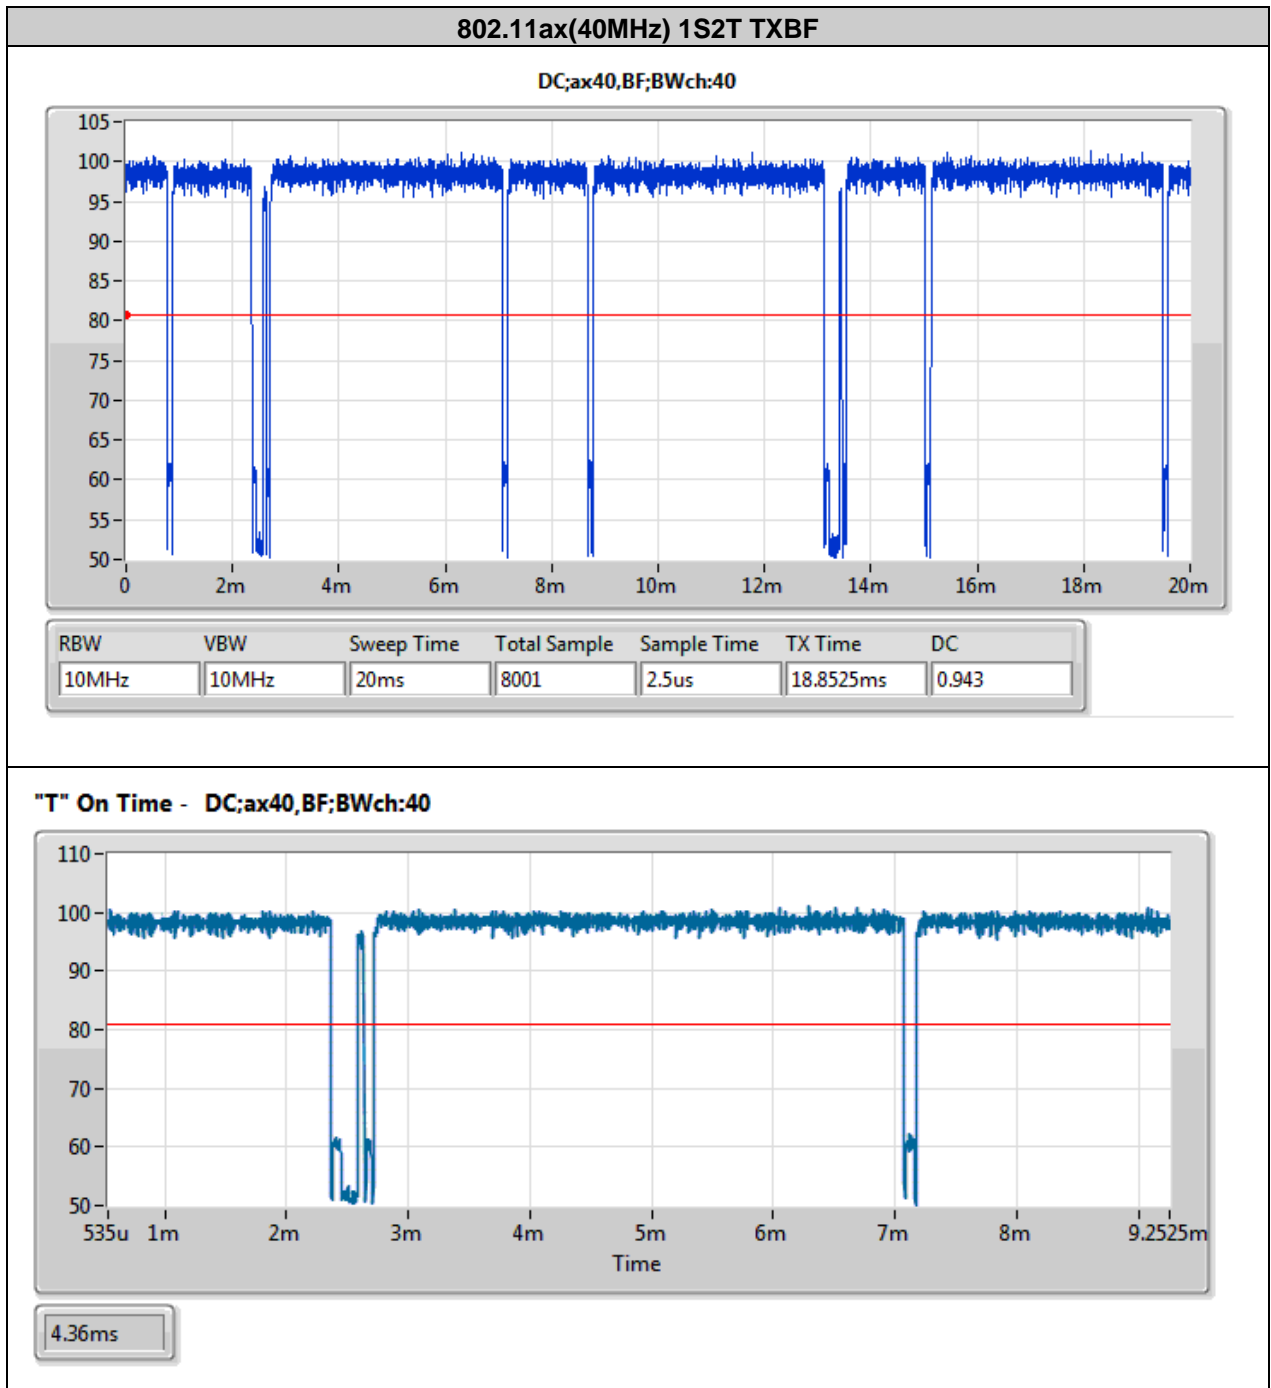 802.11ax(40MHz) 1S2T TXBF
DC;ax40,BF;BWch:40
105
100
95
90
85
80
75
70
65
60
55
50
0 2m 4m 6m 8m 10m 12m 14m 16m 18m 20m
RBW VBW Sweep Time Total Sample Sample Time TX Time DC
10MHz 10MHz 20ms 8001 2.5us 18.8525ms 0.943
"T" On Time - DC;ax40,BF;BWch:40
110
100
90
80
70
60
50
535u 1m 2m 3m 4m 5m 6m 7m 8m 9.2525m
Time
4.36ms